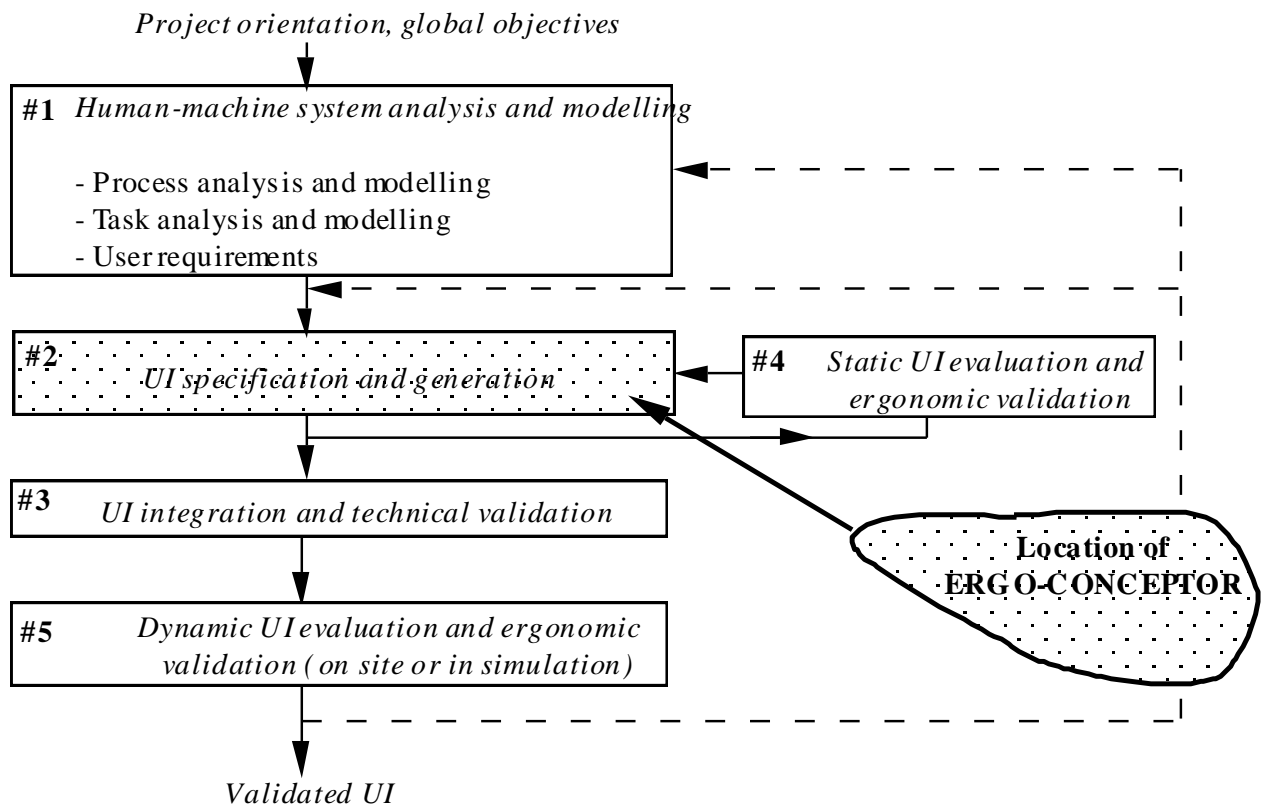 Project orientation, global objectives
#1 Human-machine system analysis and modelling
- Process analysis and modelling
- Task analysis and modelling
- User requirements
#2
UI specification and generation
#4 Static UI evaluation and
ergonomic validation
#3
UI integration and technical validation
Location of
ERGO-CONCEPTOR
#5 Dynamic UI evaluation and ergonomic
validation (on site or in simulation)
Validated UI